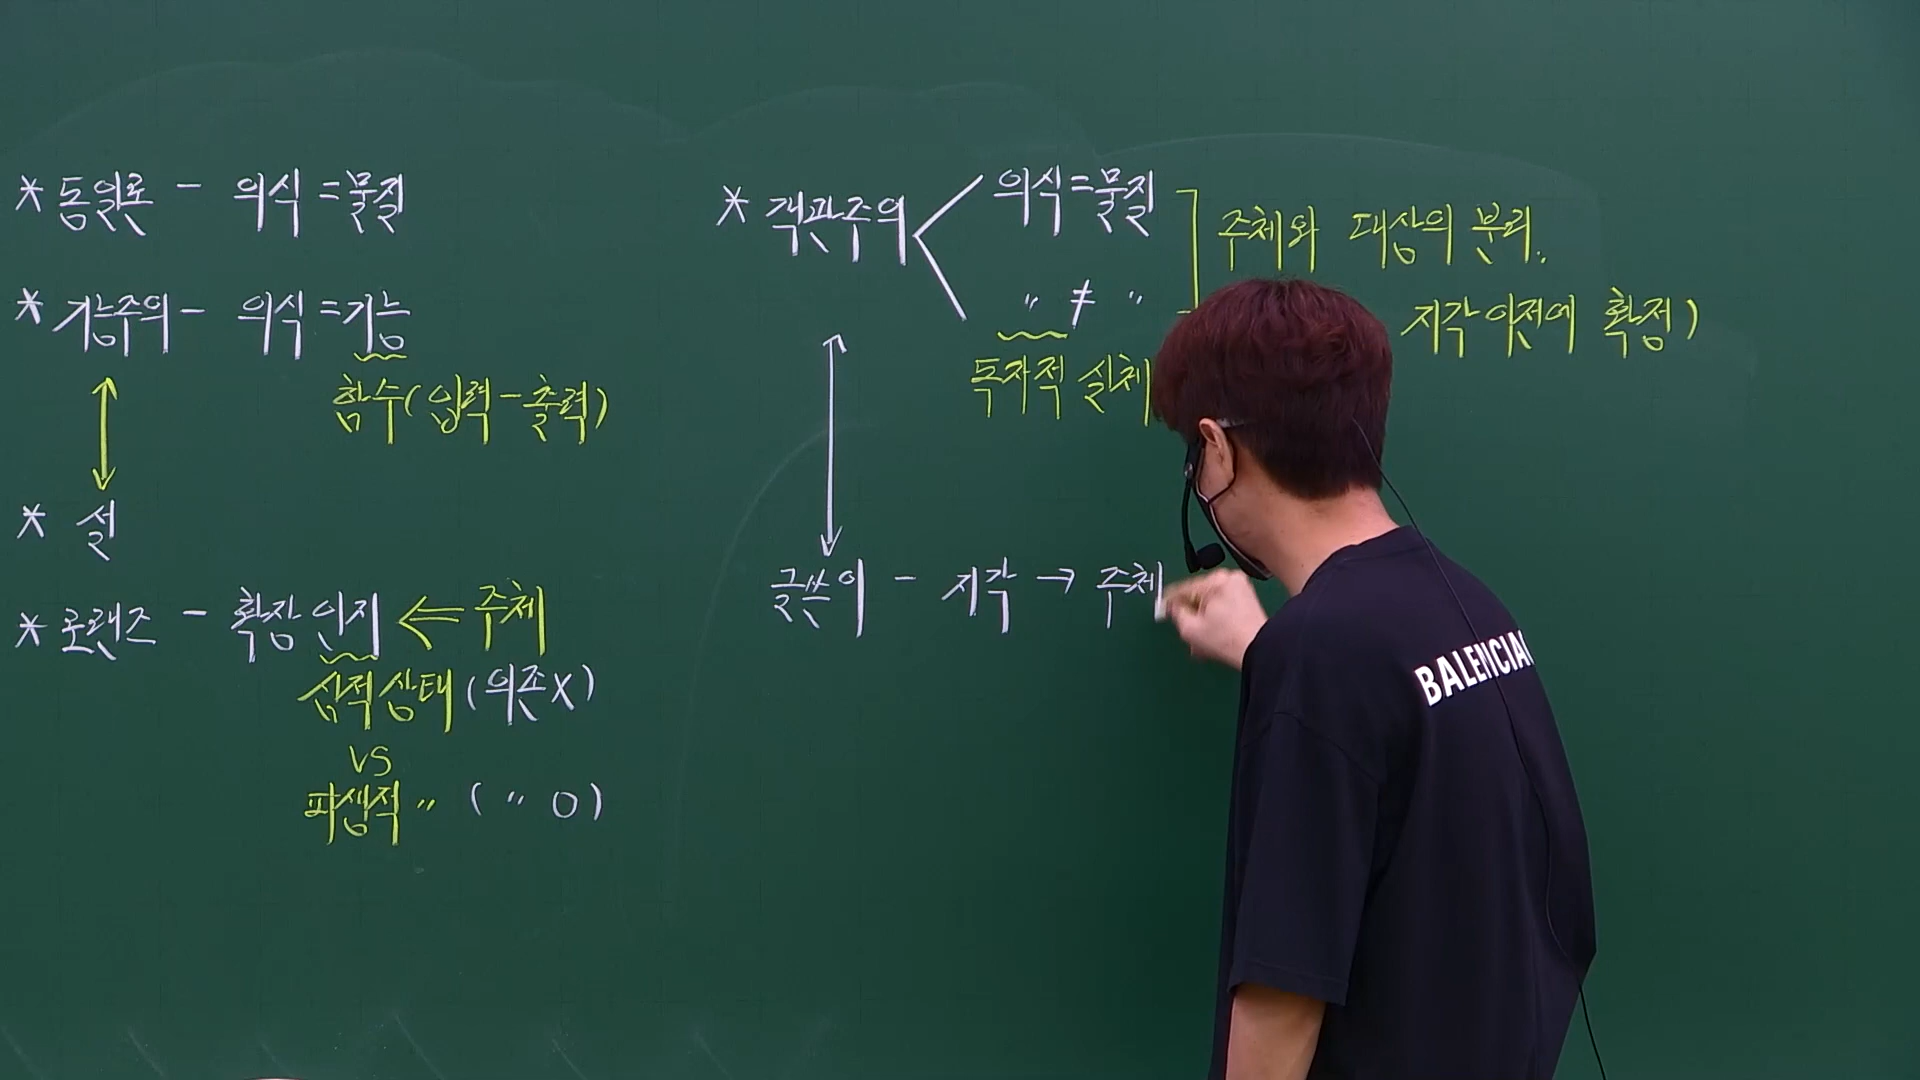 * 동일론 - 의식 = 물질
* 기능주의 - 의식 = 기능
함수(입력-출력)
* 설
* 로랜즈 - 확장 인지 ← 주체
심적 상태 (의존X)
VS
파생적 〃 ( 〃 O)
* 객관주의 < 의식=물질
〃 ≠ 〃
독자적 실체
주체와 대상의 분리.
지각 이전에 확정)
글쓴이 - 지각 → 주체
BALENCIAG